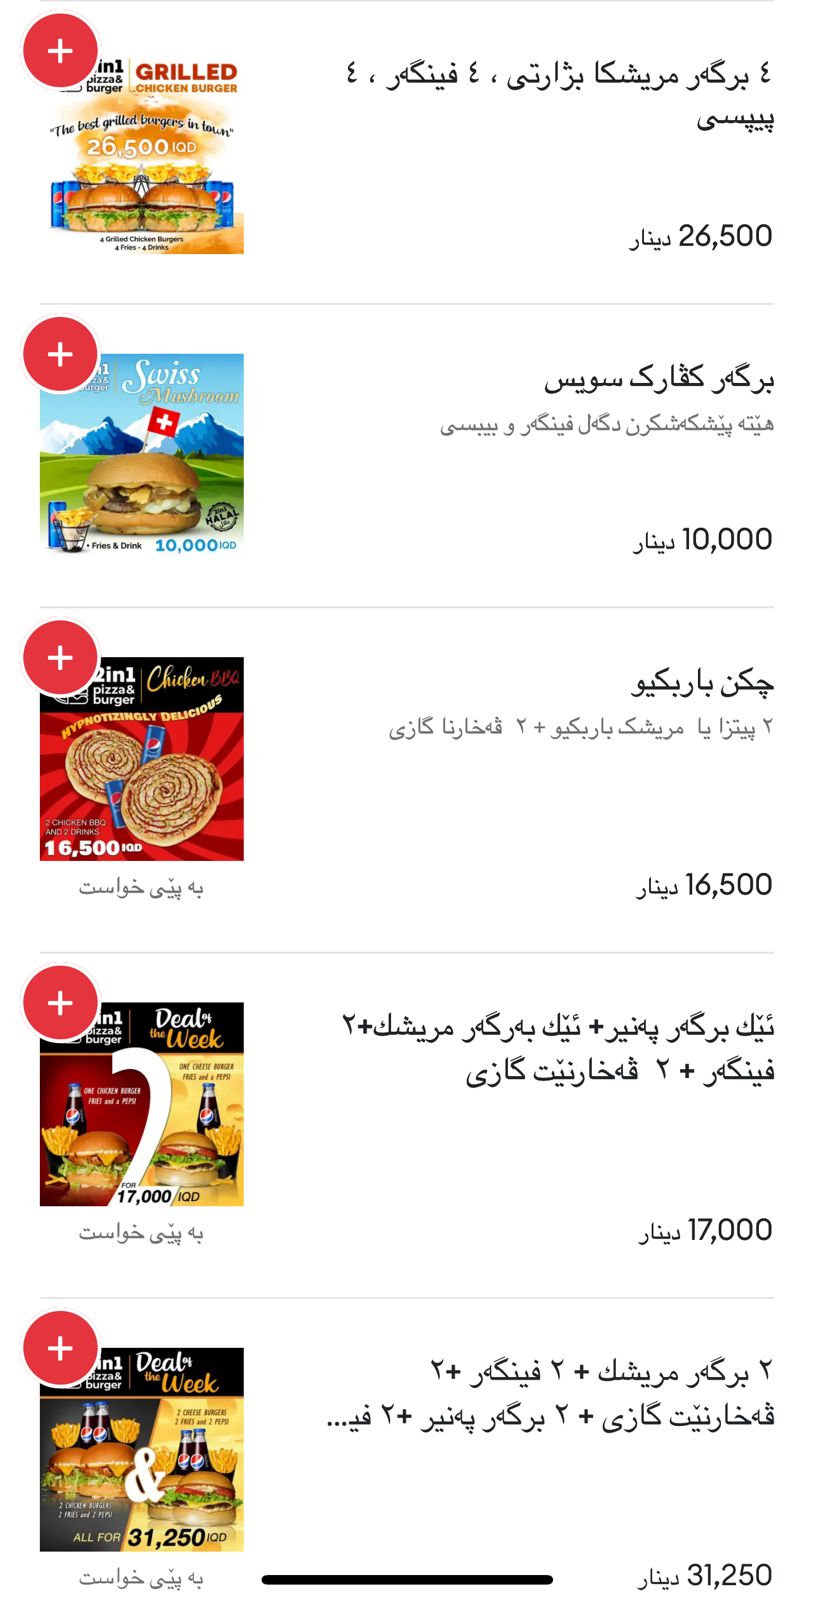 ٤ برگەر مریشکا بژارتی ، ٤ فینگەر ، ٤
پیپسی
26,500 دینار
in1
pizza&
burger
GRILLED
CHICKEN BURGER
"The best grilled burgers in town"
26,500 IQD
4 Grilled Chicken Burgers
4 Fries - 4 Drinks
برگەر کڤارک سویس
هێتە پێشکەشکرن دگەل فینگەر و بیبسی
10,000 دینار
Swiss
Mushroom
2in1
HALAL
• Fries & Drink 10,000 IQD
چکن باربکیو
٢ پیتزا یا مریشک باربکیو + ٢ ڤەخارنا گازی
16,500 دینار
2in1
pizza&
burger
Chicken BBQ
HYPNOTIZINGLY DELICIOUS
2 CHICKEN BBQ
AND 2 DRINKS
16,500 IQD
بە پێی خواست
ئێك برگەر پەنیر+ ئێك بەرگەر مریشك+٢
فینگەر + ٢ ڤەخارنێت گازی
17,000 دینار
in1
pizza&
burger
Deal of
the Week
ONE CHEESE BURGER
FRIES and a PEPSI
ONE CHICKEN BURGER
FRIES and a PEPSI
2
FOR
17,000 IQD
بە پێی خواست
٢ برگەر مریشك + ٢ فینگەر +٢
ڤەخارنێت گازی + ٢ برگەر پەنیر +٢ فیـ...
31,250 دینار
in1
pizza&
burger
Deal of
the Week
2 CHEESE BURGERS
2 FRIES and 2 PEPSI
&
2 CHICKEN BURGERS
2 FRIES and 2 PEPSI
ALL FOR 31,250 IQD
بە پێی خواست